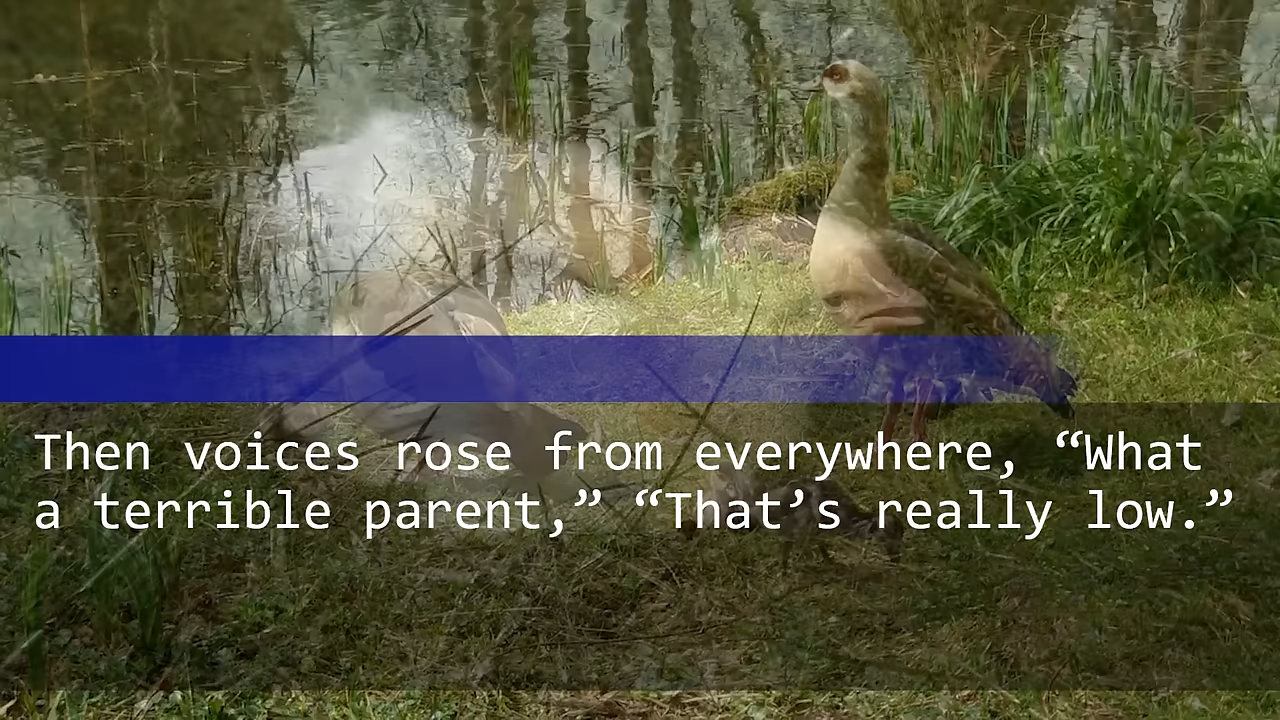 Then voices rose from everywhere, “What
a terrible parent,” “That’s really low.”